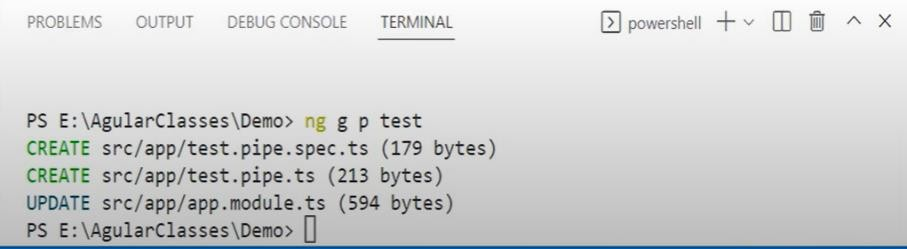 PROBLEMS OUTPUT DEBUG CONSOLE TERMINAL powershell
PS E:\AgularClasses\Demo> ng g p test
CREATE src/app/test.pipe.spec.ts (179 bytes)
CREATE src/app/test.pipe.ts (213 bytes)
UPDATE src/app/app.module.ts (594 bytes)
PS E:\AgularClasses\Demo>